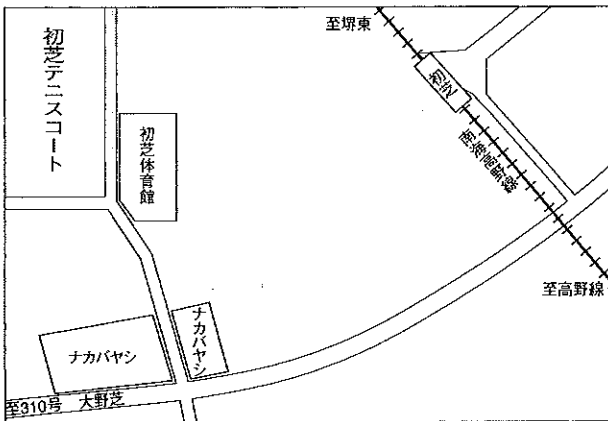 至堺東
初芝テニスコート
初芝
初芝体育館
南海高野線
至高野線
ナカバヤシ
ナカバヤシ
至310号 大野芝